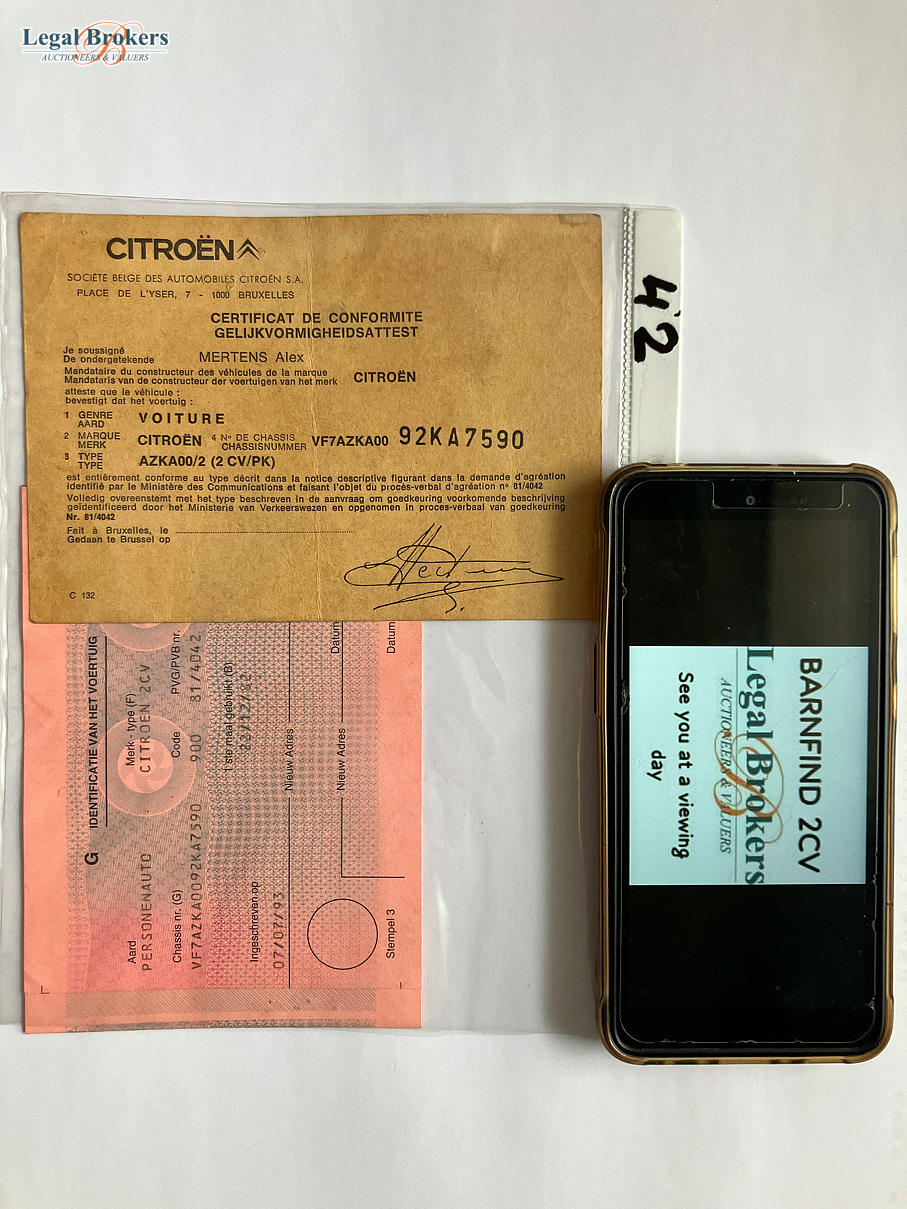 Legal Brokers
AUCTIONEERS & VALUERS
CITROËN
SOCIÉTÉ BELGE DES AUTOMOBILES CITROËN S.A.
PLACE DE L'YSER, 7 - 1000 BRUXELLES
CERTIFICAT DE CONFORMITE
GELIJKVORMIGHEIDSATTEST
Je soussigné
De ondergetekende MERTENS Alex
Mandataire du constructeur des véhicules de la marque
Mandataris van de constructeur der voertuigen van het merk CITROËN
atteste que le véhicule :
bevestigt dat het voertuig :
1 GENRE
AARD VOITURE
2 MARQUE
MERK CITROËN 4 No DE CHASSIS
CHASSISNUMMER VF7AZKA00 92KA7590
3 TYPE
TYPE AZKA00/2 (2 CV/PK)
est entièrement conforme au type décrit dans la notice descriptive figurant dans la demande d'agréation
identifié par le Ministère des Communications et faisant l'objet du procès-verbal d'agréation no 81/4042
Volledig overeenstemt met het type beschreven in de aanvraag om goedkeuring voorkomende beschrijving
geïdentificeerd door het Ministerie van Verkeerswezen en opgenomen in proces-verbaal van goedkeuring
Nr. 81/4042
Fait à Bruxelles, le
Gedaan te Brussel op
C 132
42
G IDENTIFICATIE VAN HET VOERTUIG
Aard Merk - type (F)
PERSONENAUTO CITROEN 2CV
Chassis nr. (G) Code PVG/PVB nr.
VF7AZKA0092KA7590 900 81/4042
Ingeschreven op maal gebruikt (B)
07/07/93 /12/82
Nieuw Adres Datum
Nieuw Adres Datum
Stempel 3
BARNFIND 2CV
Legal Brokers
AUCTIONEERS & VALUERS
See you at a viewing
day